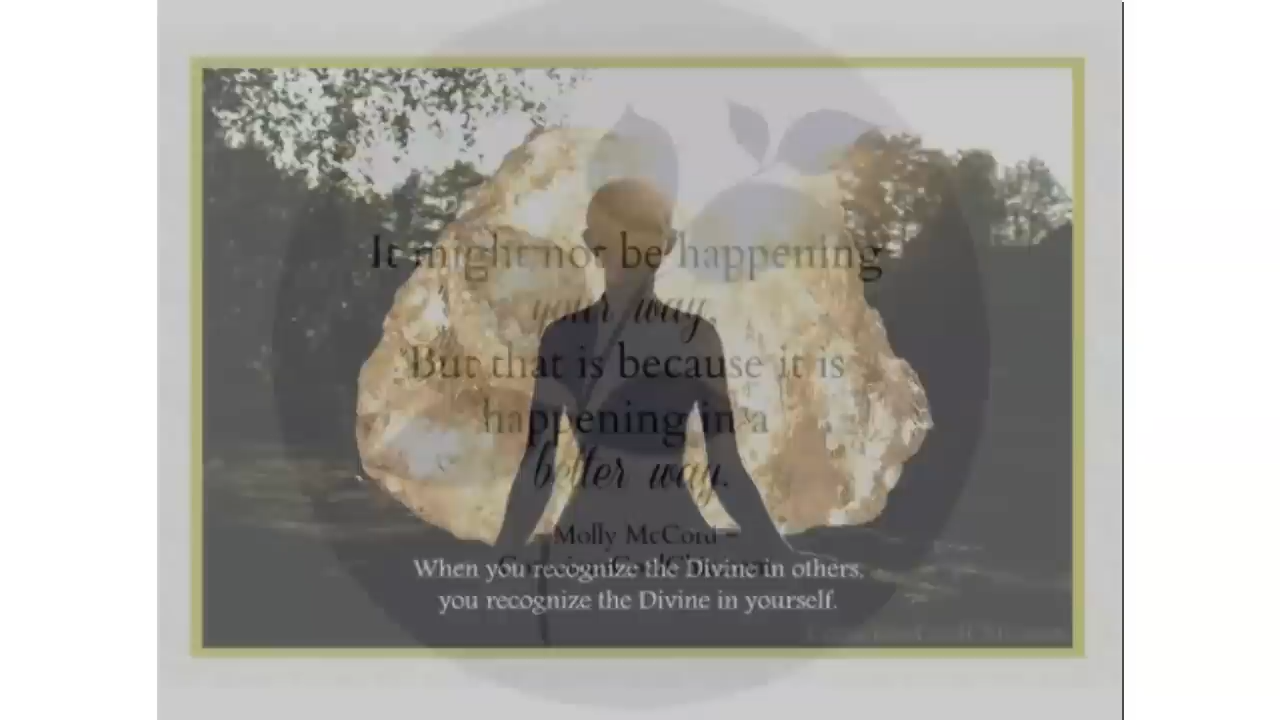 It might not be happening
your way.
But that is because it is
happening in a
better way.
Molly McCord -
When you recognize the Divine in others,
you recognize the Divine in yourself.